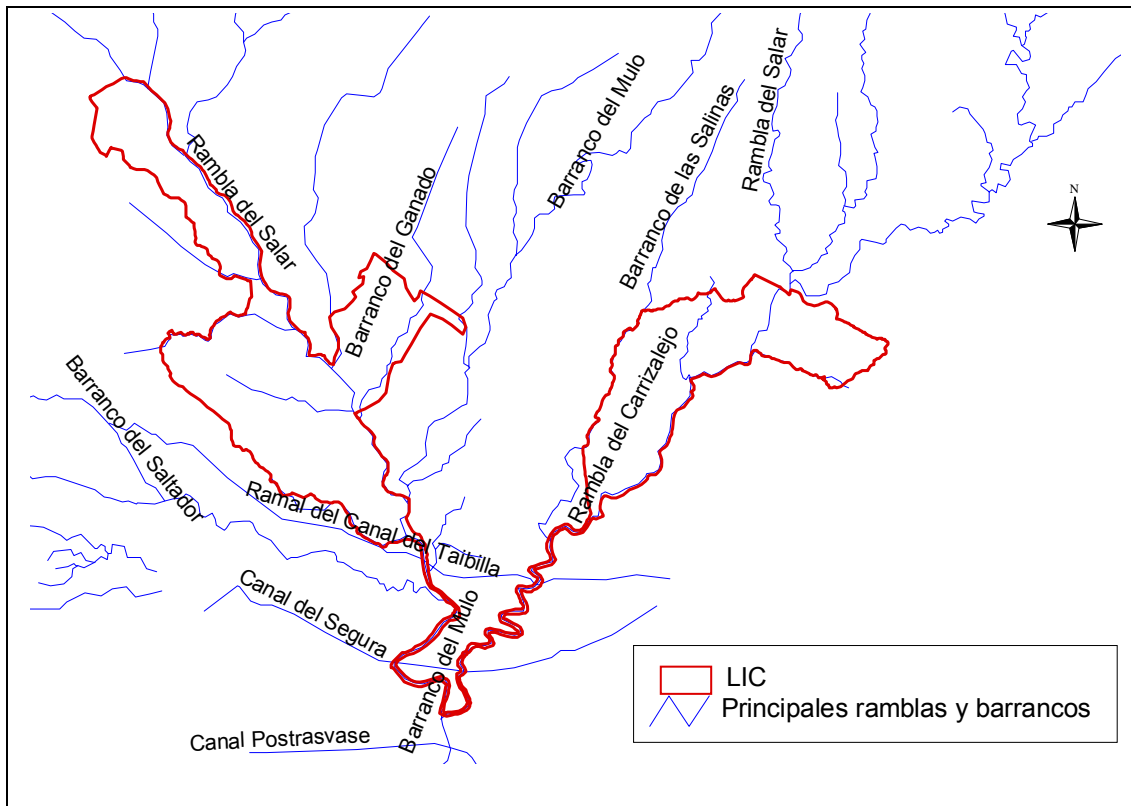 Rambla del Salar
Barranco del Ganado
Barranco del Mulo
Barranco de las Salinas
Rambla del Salar
N
Barranco del Saltador
Ramal del Canal del Taibilla
Rambla del Carrizalejo
Canal del Segura
Barranco del Mulo
Canal Postrasvase
LIC
Principales ramblas y barrancos